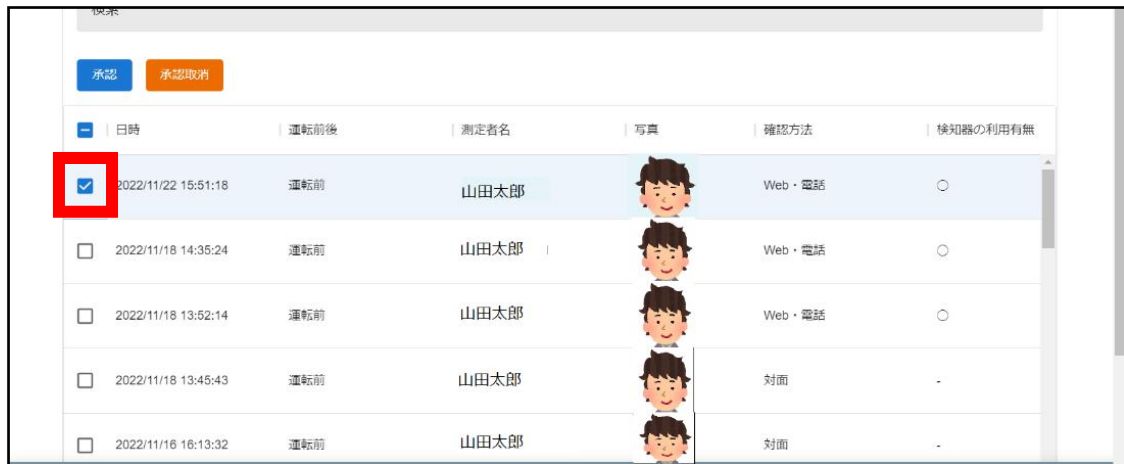 検索
承認 承認取消
日時 運転前後 測定者名 写真 確認方法 検知器の利用有無
2022/11/22 15:51:18 運転前 山田太郎 Web・電話 〇
2022/11/18 14:35:24 運転前 山田太郎 Web・電話 〇
2022/11/18 13:52:14 運転前 山田太郎 Web・電話 〇
2022/11/18 13:45:43 運転前 山田太郎 対面 -
2022/11/16 16:13:32 運転前 山田太郎 対面 -